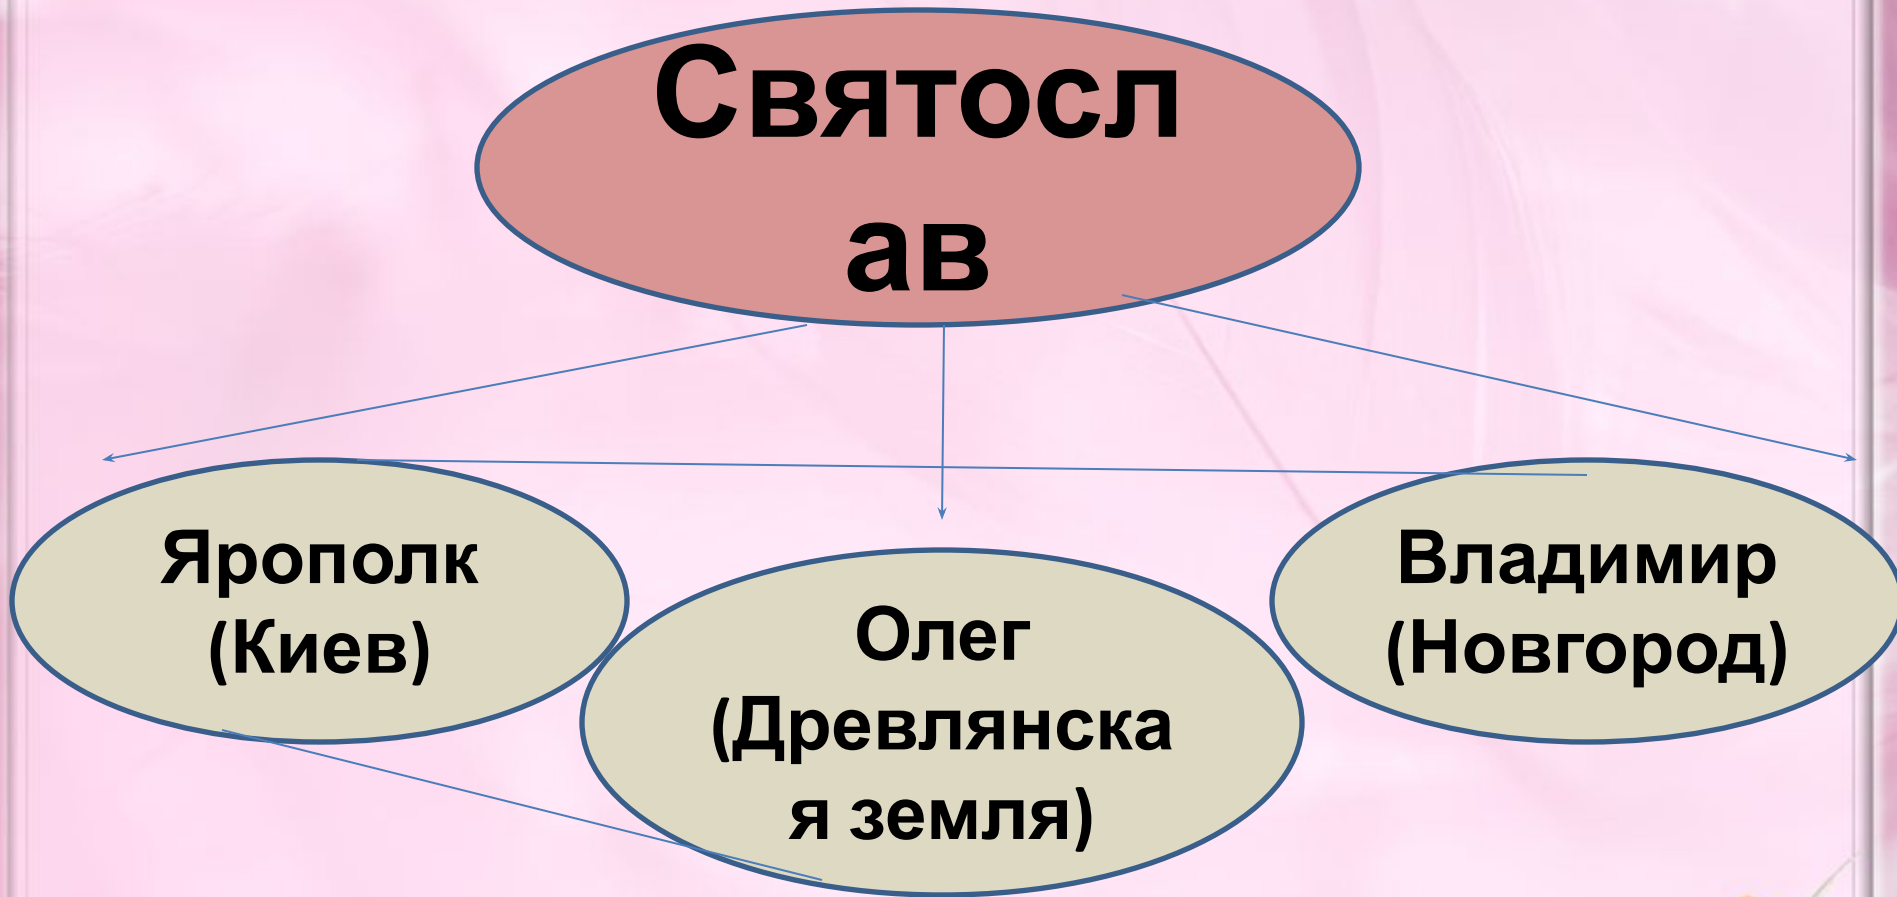 Святосл
ав
Ярополк
(Киев)
Олег
(Древлянска
я земля)
Владимир
(Новгород)